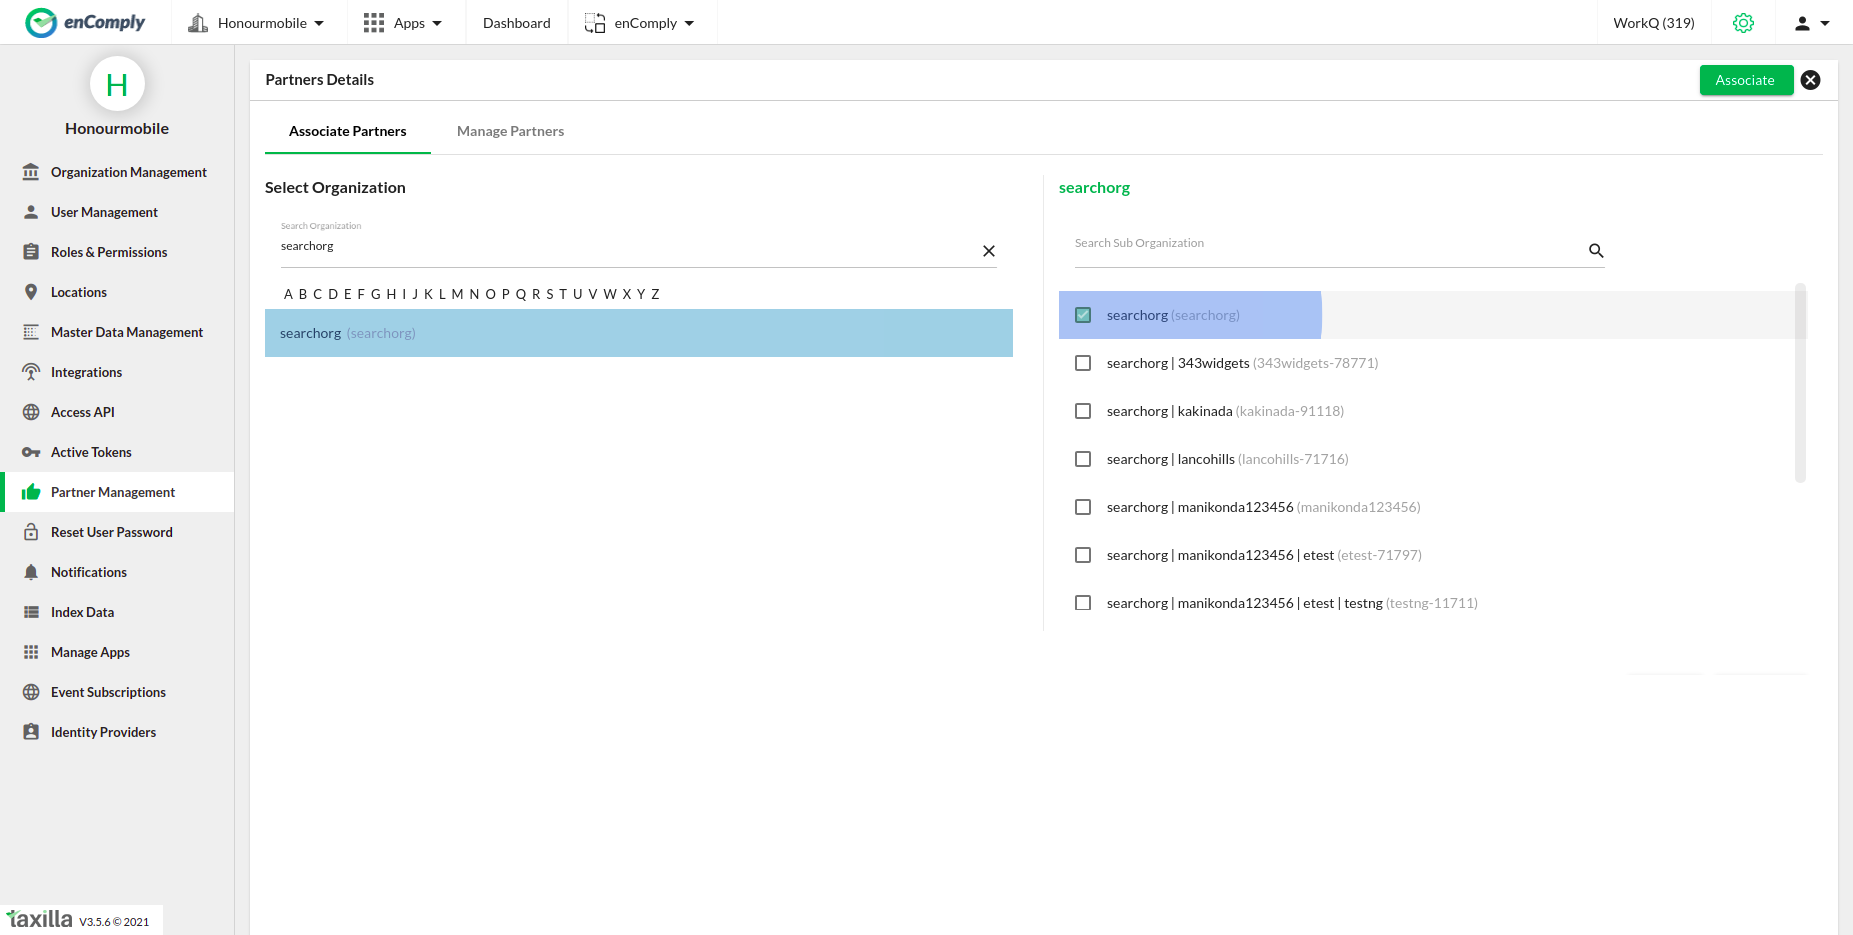 enComply Honourmobile Apps Dashboard enComply WorkQ (319)
H
Honourmobile
Organization Management
User Management
Roles & Permissions
Locations
Master Data Management
Integrations
Access API
Active Tokens
Partner Management
Reset User Password
Notifications
Index Data
Manage Apps
Event Subscriptions
Identity Providers
taxilla V3.5.6 © 2021
Partners Details Associate
Associate Partners Manage Partners
Select Organization
Search Organization
searchorg
A B C D E F G H I J K L M N O P Q R S T U V W X Y Z
searchorg (searchorg)
searchorg
Search Sub Organization
searchorg (searchorg)
searchorg | 343widgets (343widgets-78771)
searchorg | kakinada (kakinada-91118)
searchorg | lancohills (lancohills-71716)
searchorg | manikonda123456 (manikonda123456)
searchorg | manikonda123456 | etest (etest-71797)
searchorg | manikonda123456 | etest | testng (testng-11711)